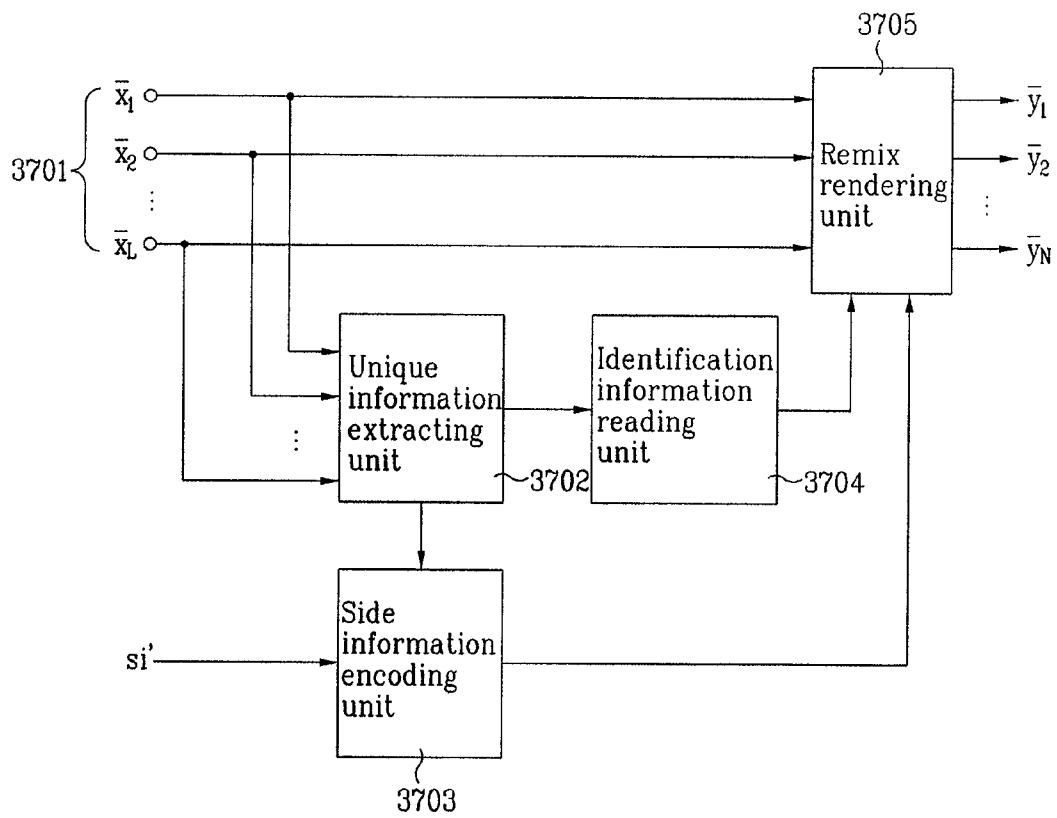 3705
3701
x̄1
x̄2
⋮
x̄L
Remix
rendering
unit
ȳ1
ȳ2
⋮
ȳN
Unique
information
extracting
unit
⋮
3702
Identification
information
reading
unit
3704
si'
Side
information
encoding
unit
3703